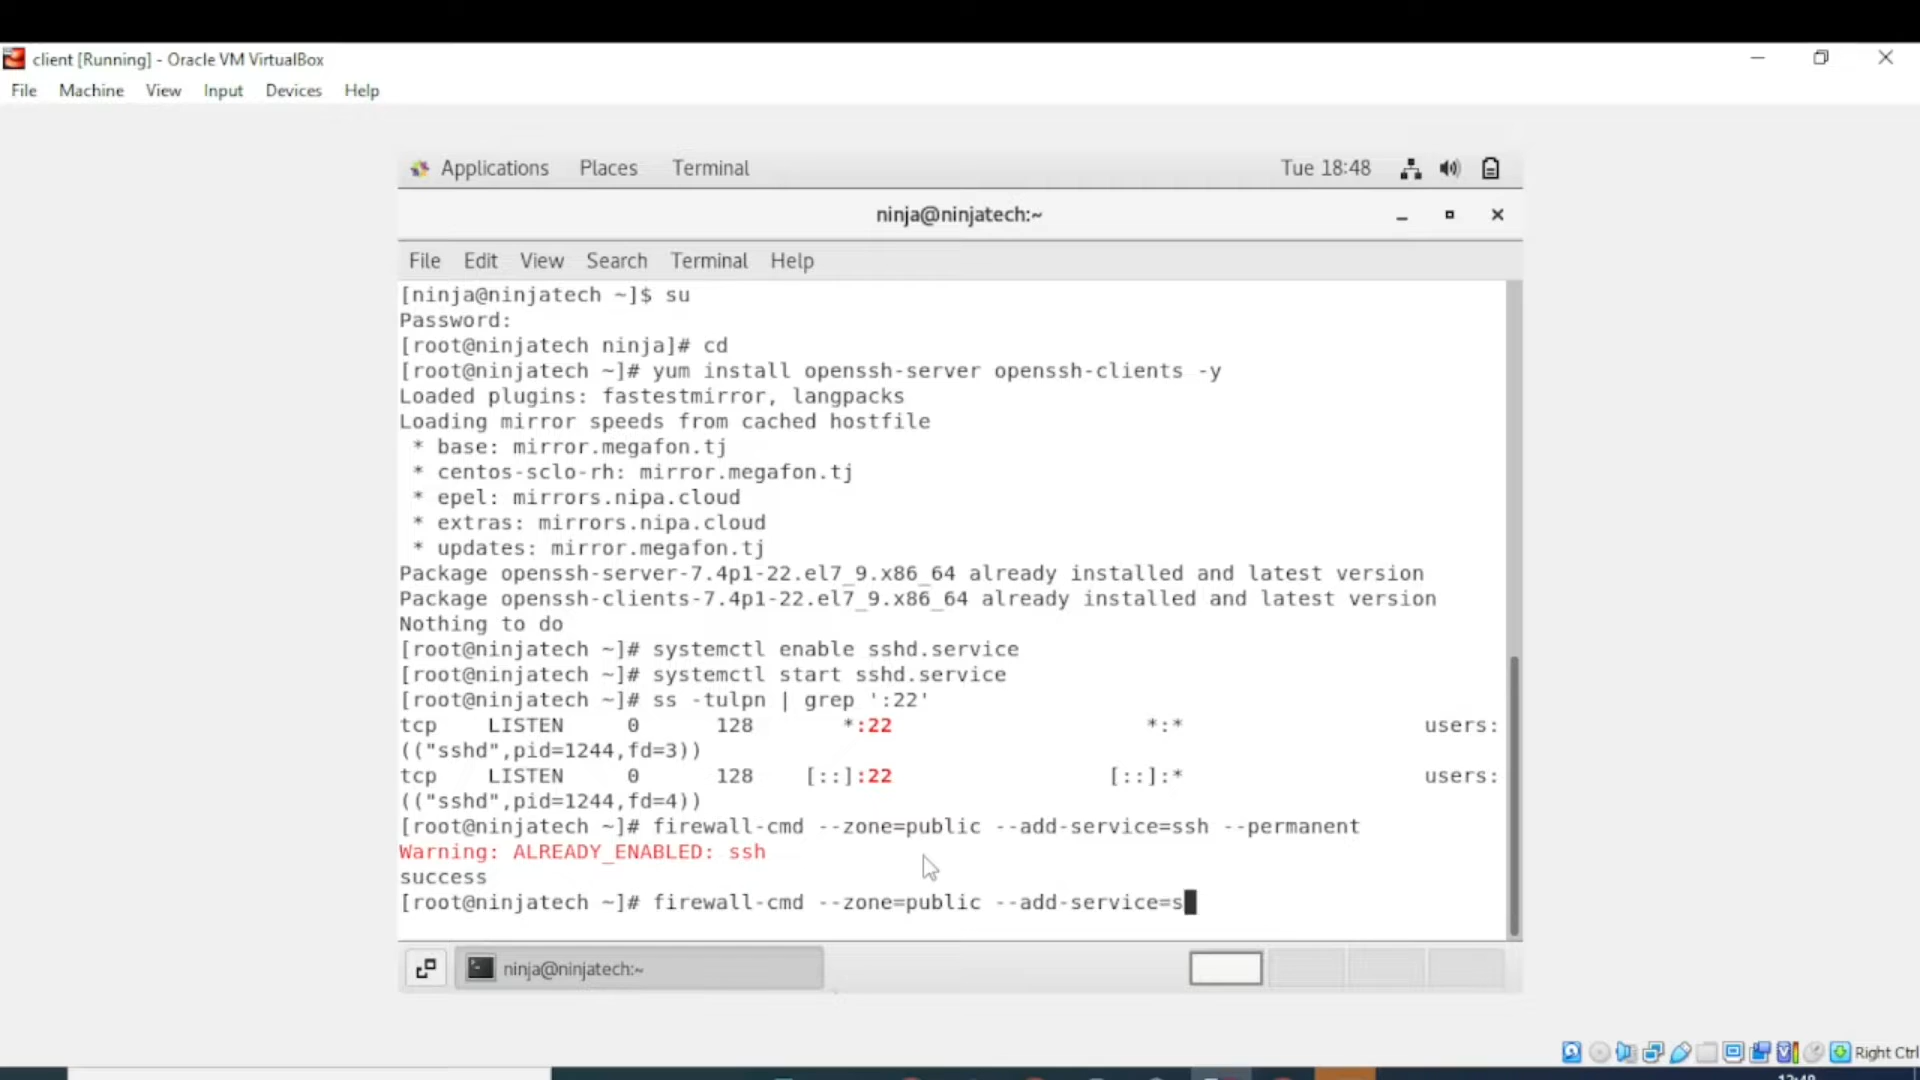 client [Running] - Oracle VM VirtualBox
File Machine View Input Devices Help
Applications Places Terminal Tue 18:48
ninja@ninjatech:~
File Edit View Search Terminal Help
[ninja@ninjatech ~]$ su
Password:
[root@ninjatech ninja]# cd
[root@ninjatech ~]# yum install openssh-server openssh-clients -y
Loaded plugins: fastestmirror, langpacks
Loading mirror speeds from cached hostfile
 * base: mirror.megafon.tj
 * centos-sclo-rh: mirror.megafon.tj
 * epel: mirrors.nipa.cloud
 * extras: mirrors.nipa.cloud
 * updates: mirror.megafon.tj
Package openssh-server-7.4p1-22.el7_9.x86_64 already installed and latest version
Package openssh-clients-7.4p1-22.el7_9.x86_64 already installed and latest version
Nothing to do
[root@ninjatech ~]# systemctl enable sshd.service
[root@ninjatech ~]# systemctl start sshd.service
[root@ninjatech ~]# ss -tulpn | grep ':22'
tcp LISTEN 0 128 *:22 *:* users:
(("sshd",pid=1244,fd=3))
tcp LISTEN 0 128 [::]:22 [::]:* users:
(("sshd",pid=1244,fd=4))
[root@ninjatech ~]# firewall-cmd --zone=public --add-service=ssh --permanent
Warning: ALREADY_ENABLED: ssh
success
[root@ninjatech ~]# firewall-cmd --zone=public --add-service=s
ninja@ninjatech:~
Right Ctrl